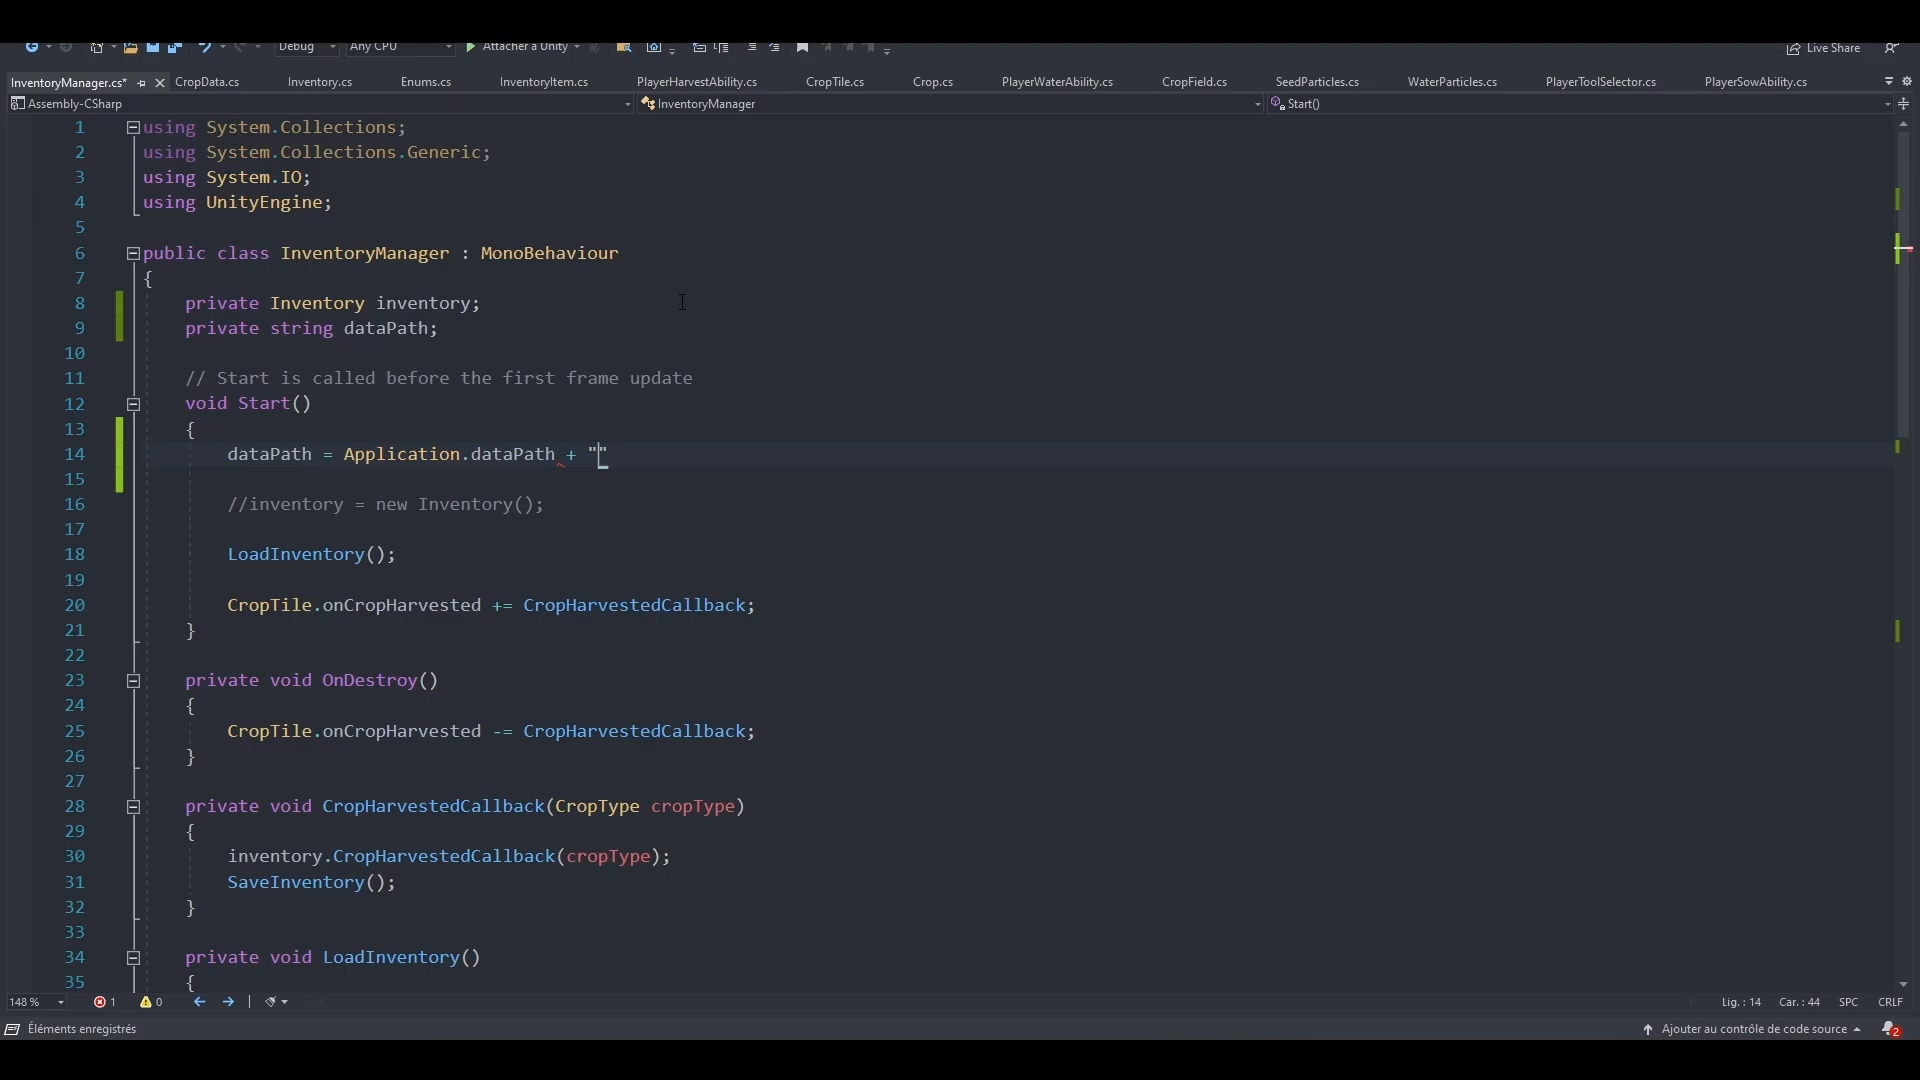 Debug Any CPU Attacher à Unity Live Share
InventoryManager.cs* CropData.cs Inventory.cs Enums.cs InventoryItem.cs PlayerHarvestAbility.cs CropTile.cs Crop.cs PlayerWaterAbility.cs CropField.cs SeedParticles.cs WaterParticles.cs PlayerToolSelector.cs PlayerSowAbility.cs
Assembly-CSharp InventoryManager Start()
1 using System.Collections;
2 using System.Collections.Generic;
3 using System.IO;
4 using UnityEngine;
5
6 public class InventoryManager : MonoBehaviour
7 {
8 private Inventory inventory;
9 private string dataPath;
10
11 // Start is called before the first frame update
12 void Start()
13 {
14 dataPath = Application.dataPath + ""
15
16 //inventory = new Inventory();
17
18 LoadInventory();
19
20 CropTile.onCropHarvested += CropHarvestedCallback;
21 }
22
23 private void OnDestroy()
24 {
25 CropTile.onCropHarvested -= CropHarvestedCallback;
26 }
27
28 private void CropHarvestedCallback(CropType cropType)
29 {
30 inventory.CropHarvestedCallback(cropType);
31 SaveInventory();
32 }
33
34 private void LoadInventory()
35 {
148 % 1 0 Lig. : 14 Car. : 44 SPC CRLF
Éléments enregistrés Ajouter au contrôle de code source 2